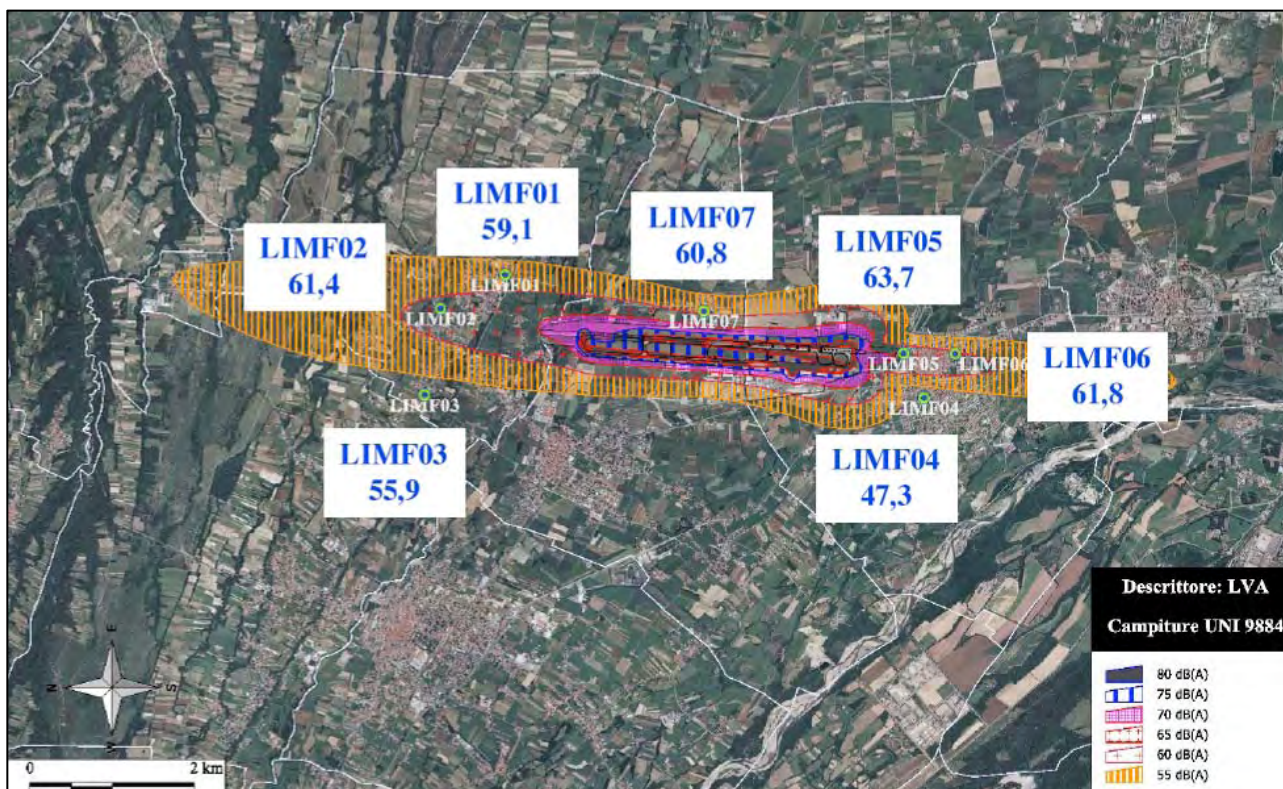 LIMF01
59,1
LIMF02
61,4
LIMF07
60,8
LIMF05
63,7
LIMF01
LIMF02
LIMF07
LIMF05
LIMF06
LIMF06
61,8
LIMF03
LIMF04
LIMF03
55,9
LIMF04
47,3
Descrittore: LVA
Campiture UNI 9884
80 dB(A)
75 dB(A)
70 dB(A)
65 dB(A)
60 dB(A)
55 dB(A)
E
N
S
W
0
2 km